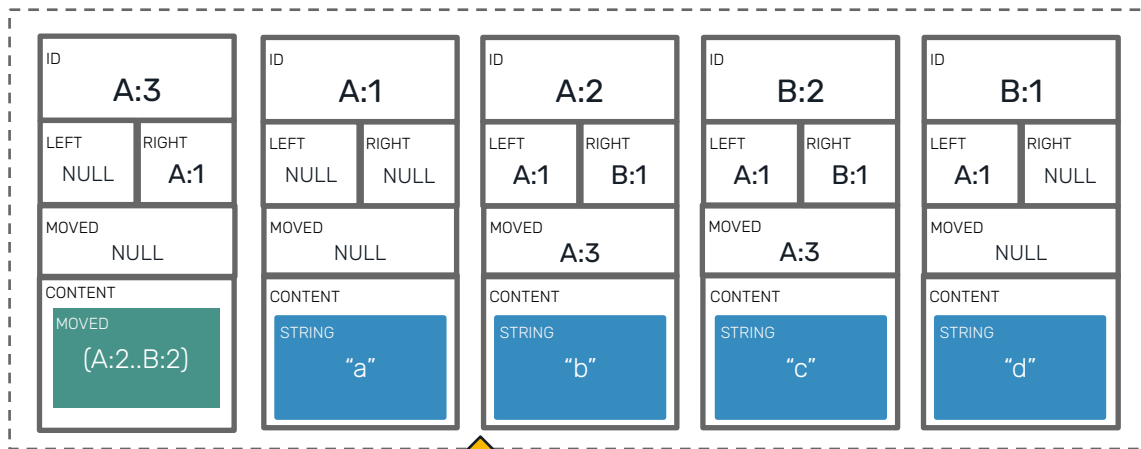 ID
A:3
LEFT
NULL
RIGHT
A:1
MOVED
NULL
CONTENT
MOVED
(A:2..B:2)
ID
A:1
LEFT
NULL
RIGHT
NULL
MOVED
NULL
CONTENT
STRING
“a”
ID
A:2
LEFT
A:1
RIGHT
B:1
MOVED
A:3
CONTENT
STRING
“b”
ID
B:2
LEFT
A:1
RIGHT
B:1
MOVED
A:3
CONTENT
STRING
“c”
ID
B:1
LEFT
A:1
RIGHT
NULL
MOVED
NULL
CONTENT
STRING
“d”